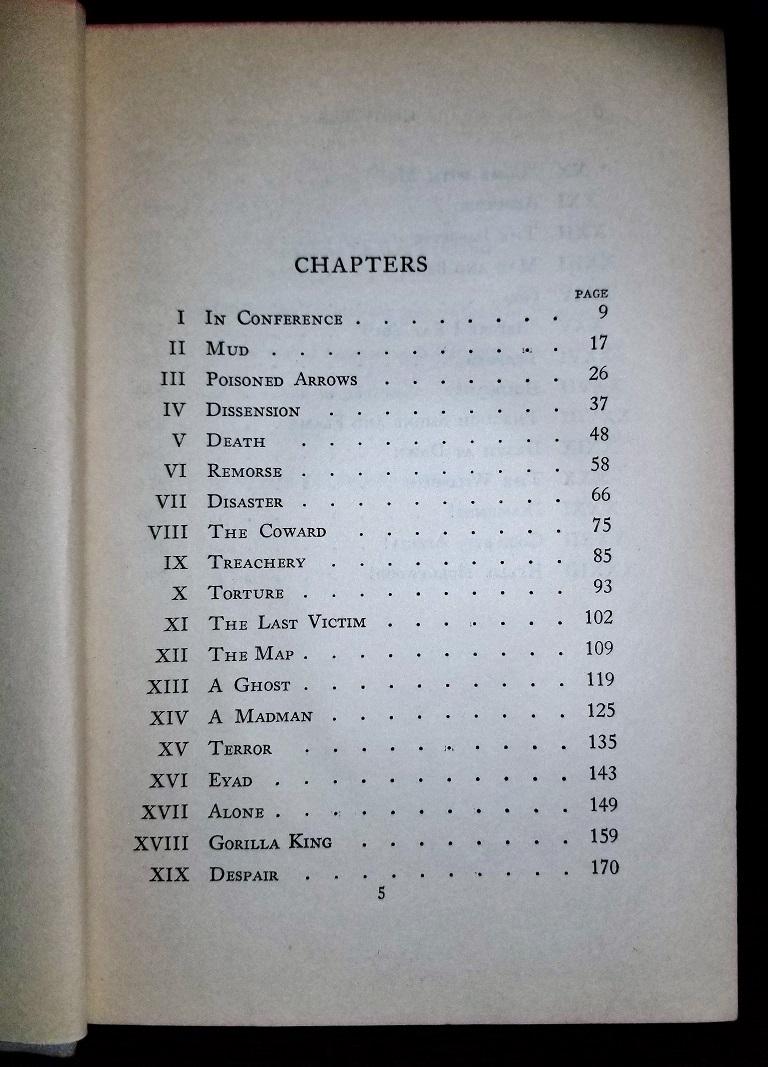 CHAPTERS
PAGE
I In Conference . . . . . . . . 9
II Mud . . . . . . . . . . . 17
III Poisoned Arrows . . . . . . . 26
IV Dissension . . . . . . . . . 37
V Death . . . . . . . . . . 48
VI Remorse . . . . . . . . . . 58
VII Disaster . . . . . . . . . . 66
VIII The Coward . . . . . . . . 75
IX Treachery . . . . . . . . . 85
X Torture . . . . . . . . . . 93
XI The Last Victim . . . . . . . 102
XII The Map . . . . . . . . . . 109
XIII A Ghost . . . . . . . . . . 119
XIV A Madman . . . . . . . . . 125
XV Terror . . . . . . . . . . 135
XVI Eyad . . . . . . . . . . . 143
XVII Alone . . . . . . . . . . . 149
XVIII Gorilla King . . . . . . . . 159
XIX Despair . . . . . . . . . . 170
5